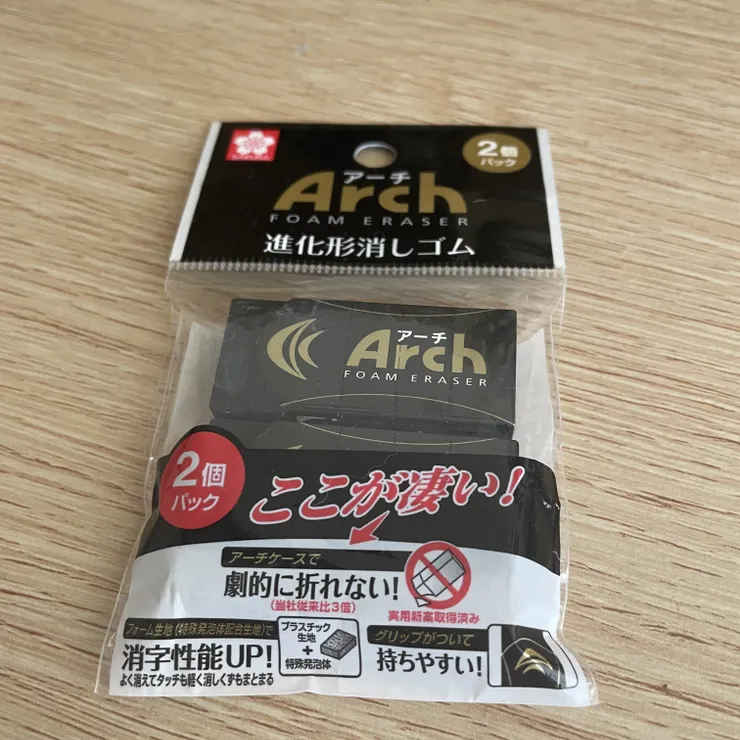 2個
パック
アーチ
Arch
FOAM ERASER
進化形消しゴム
アーチ
Arch
FOAM ERASER
2個
パック
ここが凄い!
アーチケースで
劇的に折れない!
(当社従来比3倍)
実用新案取得済み
フォーム生地(特殊発泡体配合生地)で
消字性能UP!
よく消えてタッチも軽く消しくずもまとまる
プラスチック
生地
+
特殊発泡体
グリップがついて
持ちやすい!